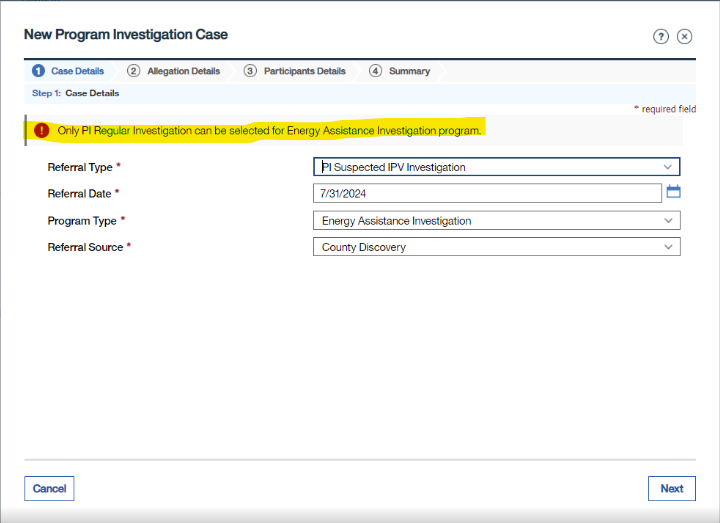 New Program Investigation Case
?
1 Case Details 2 Allegation Details 3 Participants Details 4 Summary
Step 1: Case Details
* required field
! Only PI Regular Investigation can be selected for Energy Assistance Investigation program.
Referral Type * PI Suspected IPV Investigation
Referral Date * 7/31/2024
Program Type * Energy Assistance Investigation
Referral Source * County Discovery
Cancel Next